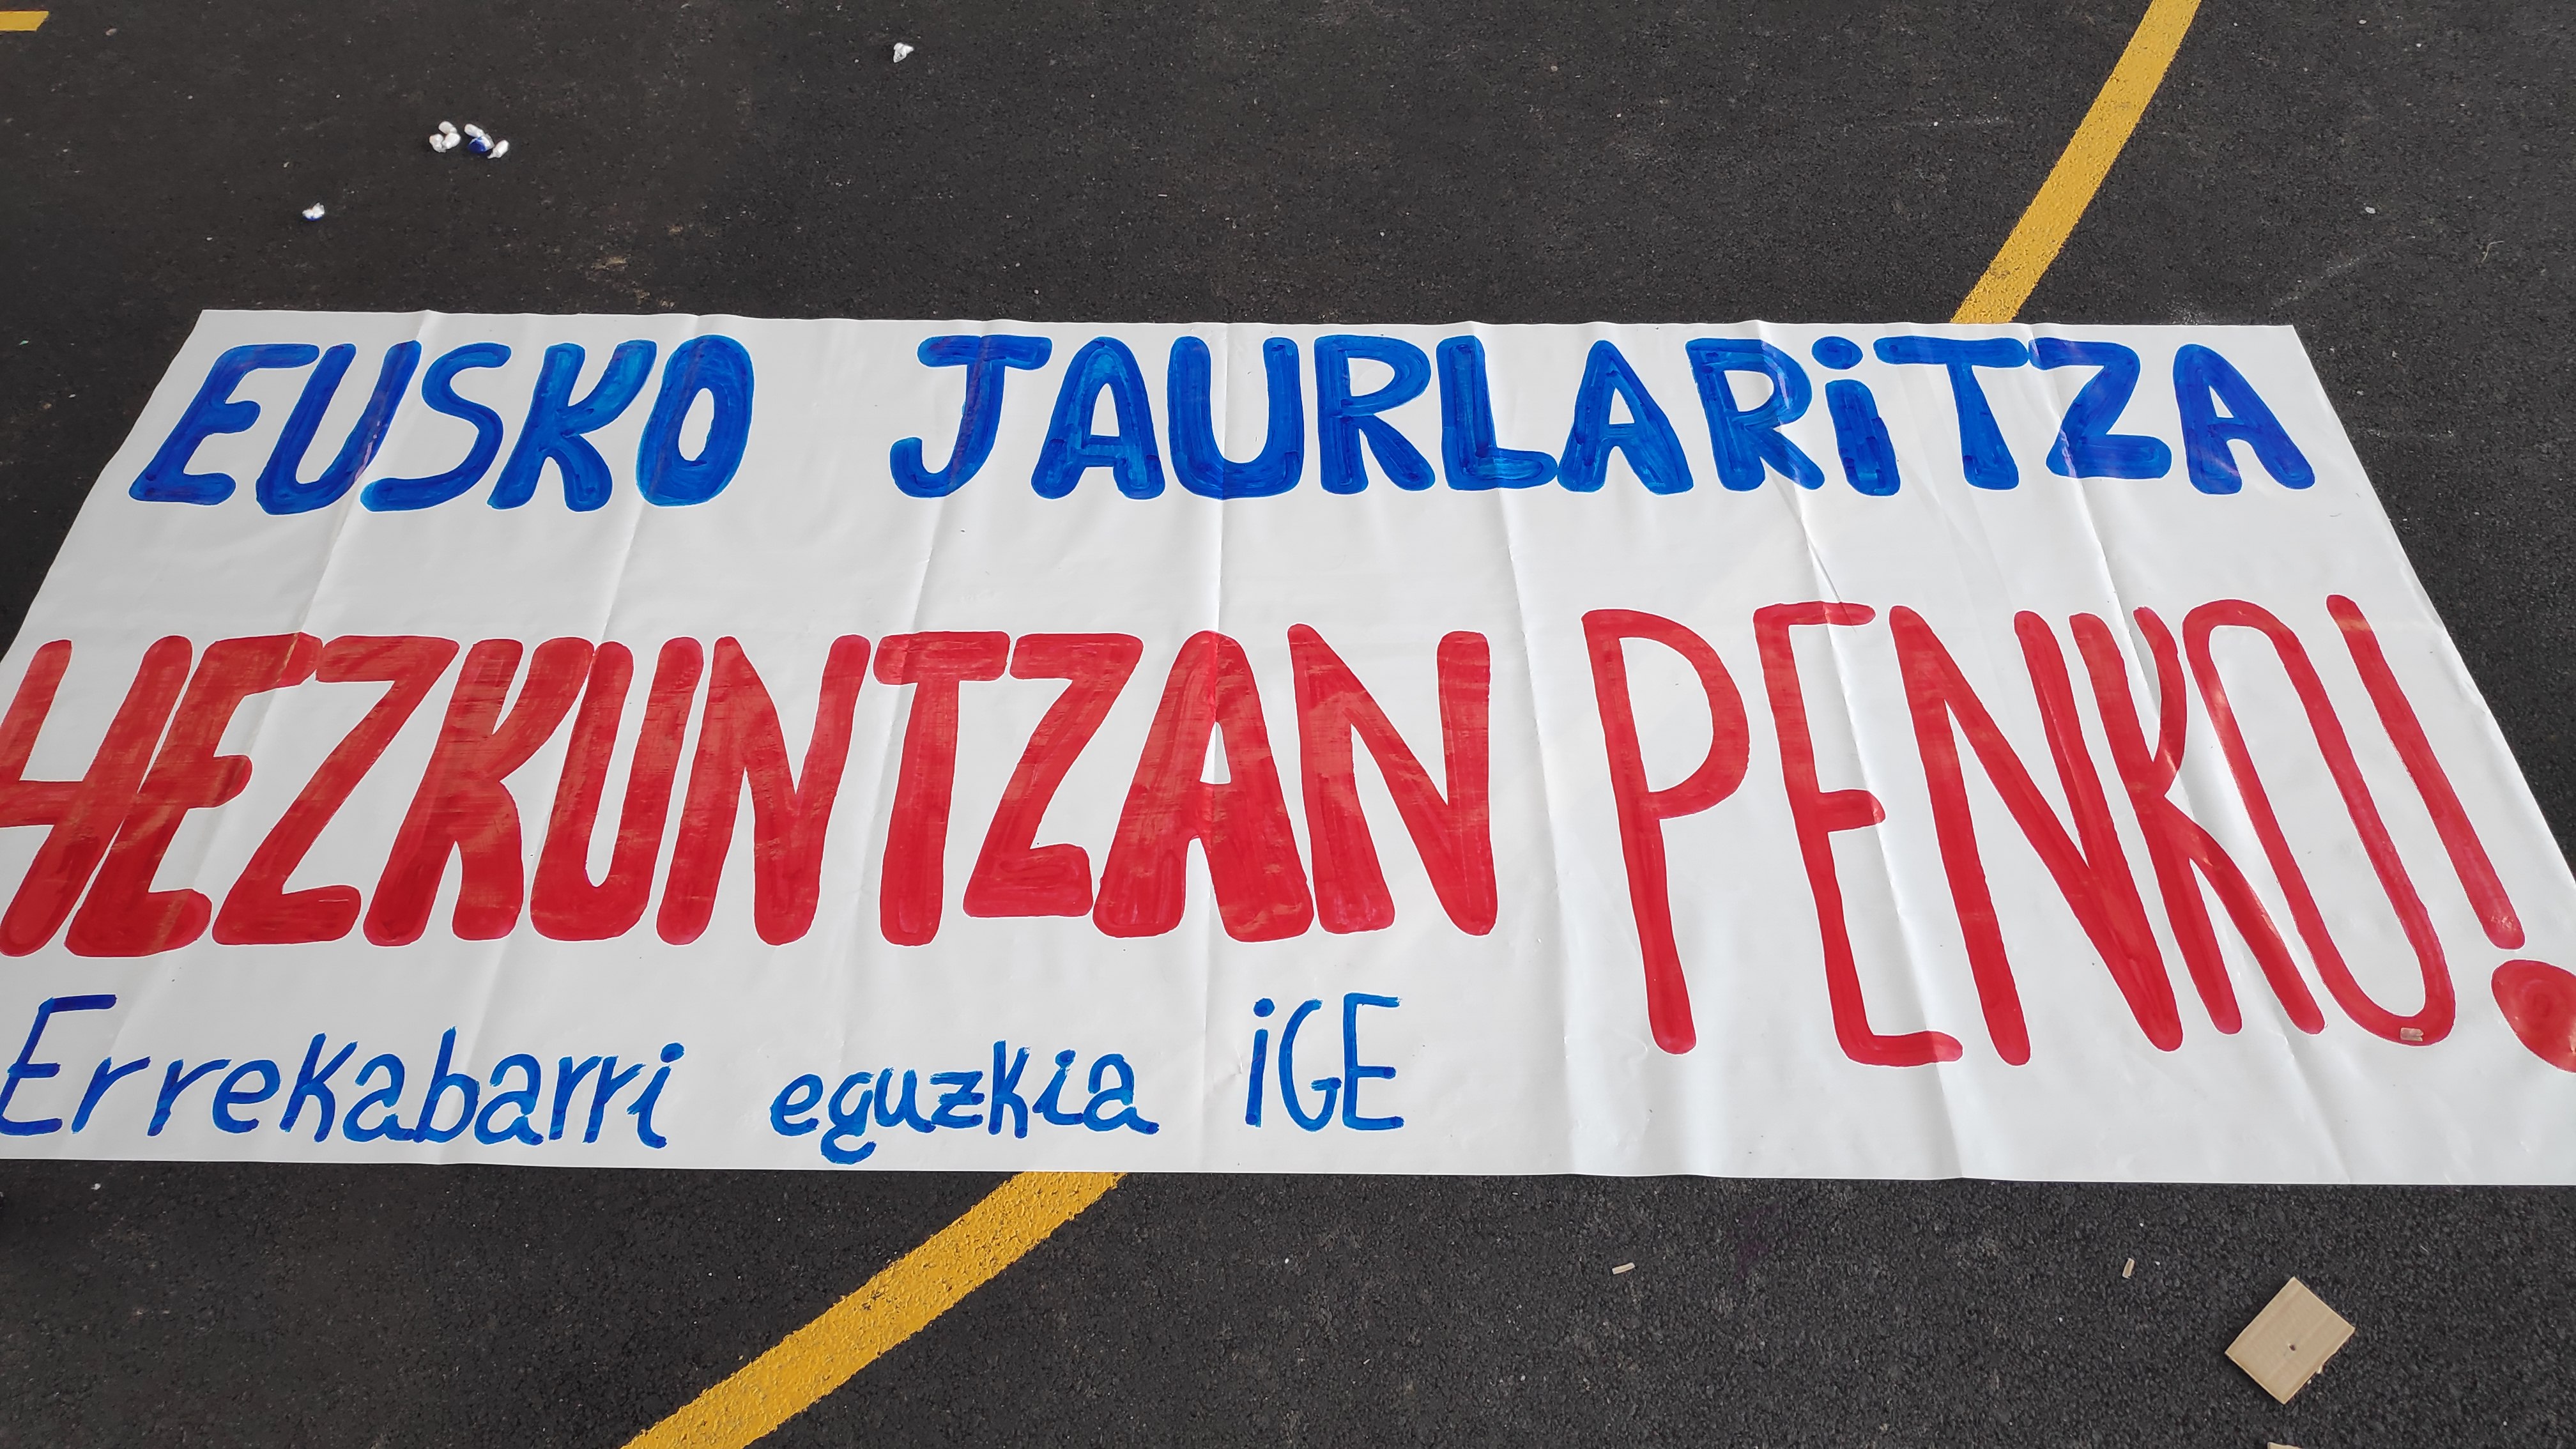 EUSKO JAURLARiTZA
HEZKUNTZAN PENKO!
Errekabarri eguzkia iGE